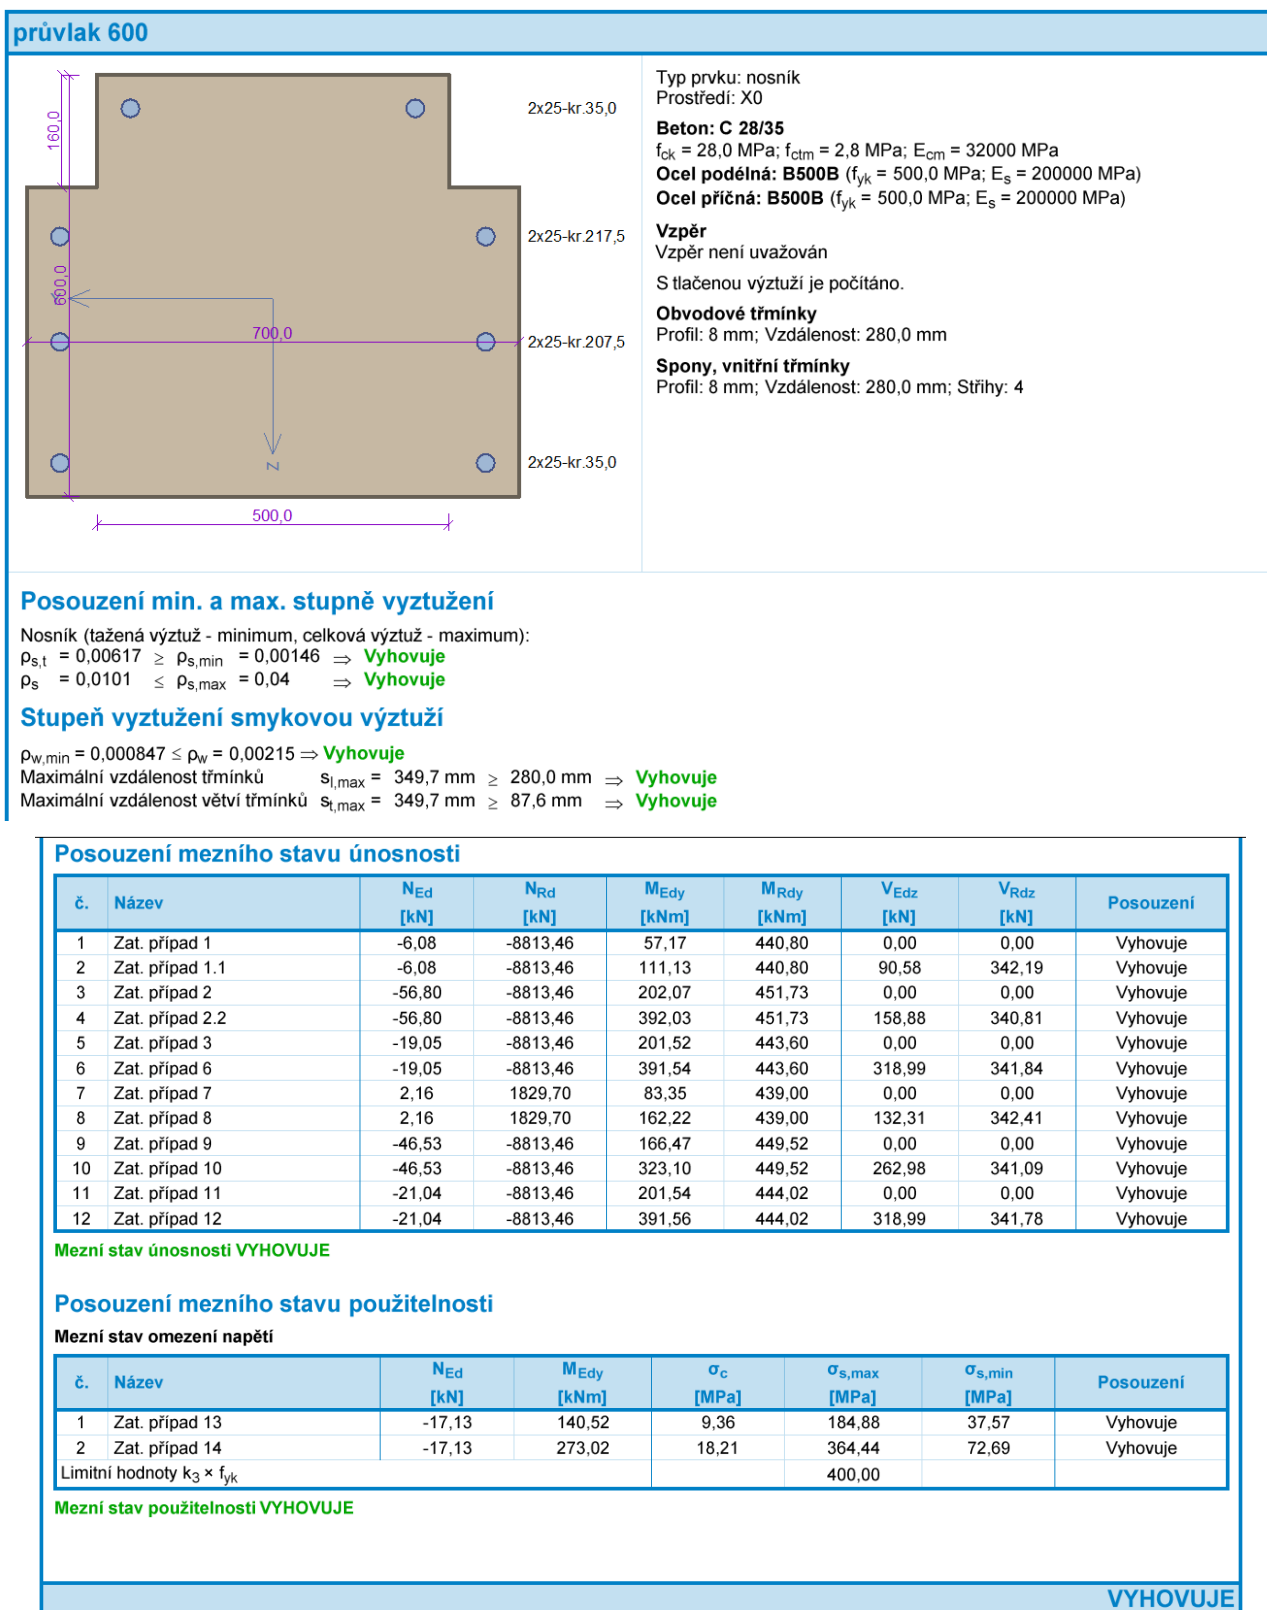 průvlak 600
160,0
600,0
700,0
500,0
Z
2x25-kr.35,0
2x25-kr.217,5
2x25-kr.207,5
2x25-kr.35,0
Typ prvku: nosník
Prostředí: X0
Beton: C 28/35
fck = 28,0 MPa; fctm = 2,8 MPa; Ecm = 32000 MPa
Ocel podélná: B500B (fyk = 500,0 MPa; Es = 200000 MPa)
Ocel příčná: B500B (fyk = 500,0 MPa; Es = 200000 MPa)
Vzpěr
Vzpěr není uvažován
S tlačenou výztuží je počítáno.
Obvodové třmínky
Profil: 8 mm; Vzdálenost: 280,0 mm
Spony, vnitřní třmínky
Profil: 8 mm; Vzdálenost: 280,0 mm; Střihy: 4
Posouzení min. a max. stupně vyztužení
Nosník (tažená výztuž - minimum, celková výztuž - maximum):
ρs,t = 0,00617 ≥ ρs,min = 0,00146 ⇒ Vyhovuje
ρs = 0,0101 ≤ ρs,max = 0,04 ⇒ Vyhovuje
Stupeň vyztužení smykovou výztuží
ρw,min = 0,000847 ≤ ρw = 0,00215 ⇒ Vyhovuje
Maximální vzdálenost třmínků sl,max = 349,7 mm ≥ 280,0 mm ⇒ Vyhovuje
Maximální vzdálenost větví třmínků st,max = 349,7 mm ≥ 87,6 mm ⇒ Vyhovuje
Posouzení mezního stavu únosnosti
č. Název NEd [kN] NRd [kN] MEdy [kNm] MRdy [kNm] VEdz [kN] VRdz [kN] Posouzení
1 Zat. případ 1 -6,08 -8813,46 57,17 440,80 0,00 0,00 Vyhovuje
2 Zat. případ 1.1 -6,08 -8813,46 111,13 440,80 90,58 342,19 Vyhovuje
3 Zat. případ 2 -56,80 -8813,46 202,07 451,73 0,00 0,00 Vyhovuje
4 Zat. případ 2.2 -56,80 -8813,46 392,03 451,73 158,88 340,81 Vyhovuje
5 Zat. případ 3 -19,05 -8813,46 201,52 443,60 0,00 0,00 Vyhovuje
6 Zat. případ 6 -19,05 -8813,46 391,54 443,60 318,99 341,84 Vyhovuje
7 Zat. případ 7 2,16 1829,70 83,35 439,00 0,00 0,00 Vyhovuje
8 Zat. případ 8 2,16 1829,70 162,22 439,00 132,31 342,41 Vyhovuje
9 Zat. případ 9 -46,53 -8813,46 166,47 449,52 0,00 0,00 Vyhovuje
10 Zat. případ 10 -46,53 -8813,46 323,10 449,52 262,98 341,09 Vyhovuje
11 Zat. případ 11 -21,04 -8813,46 201,54 444,02 0,00 0,00 Vyhovuje
12 Zat. případ 12 -21,04 -8813,46 391,56 444,02 318,99 341,78 Vyhovuje
Mezní stav únosnosti VYHOVUJE
Posouzení mezního stavu použitelnosti
Mezní stav omezení napětí
č. Název NEd [kN] MEdy [kNm] σc [MPa] σs,max [MPa] σs,min [MPa] Posouzení
1 Zat. případ 13 -17,13 140,52 9,36 184,88 37,57 Vyhovuje
2 Zat. případ 14 -17,13 273,02 18,21 364,44 72,69 Vyhovuje
Limitní hodnoty k3 × fyk 400,00
Mezní stav použitelnosti VYHOVUJE
VYHOVUJE